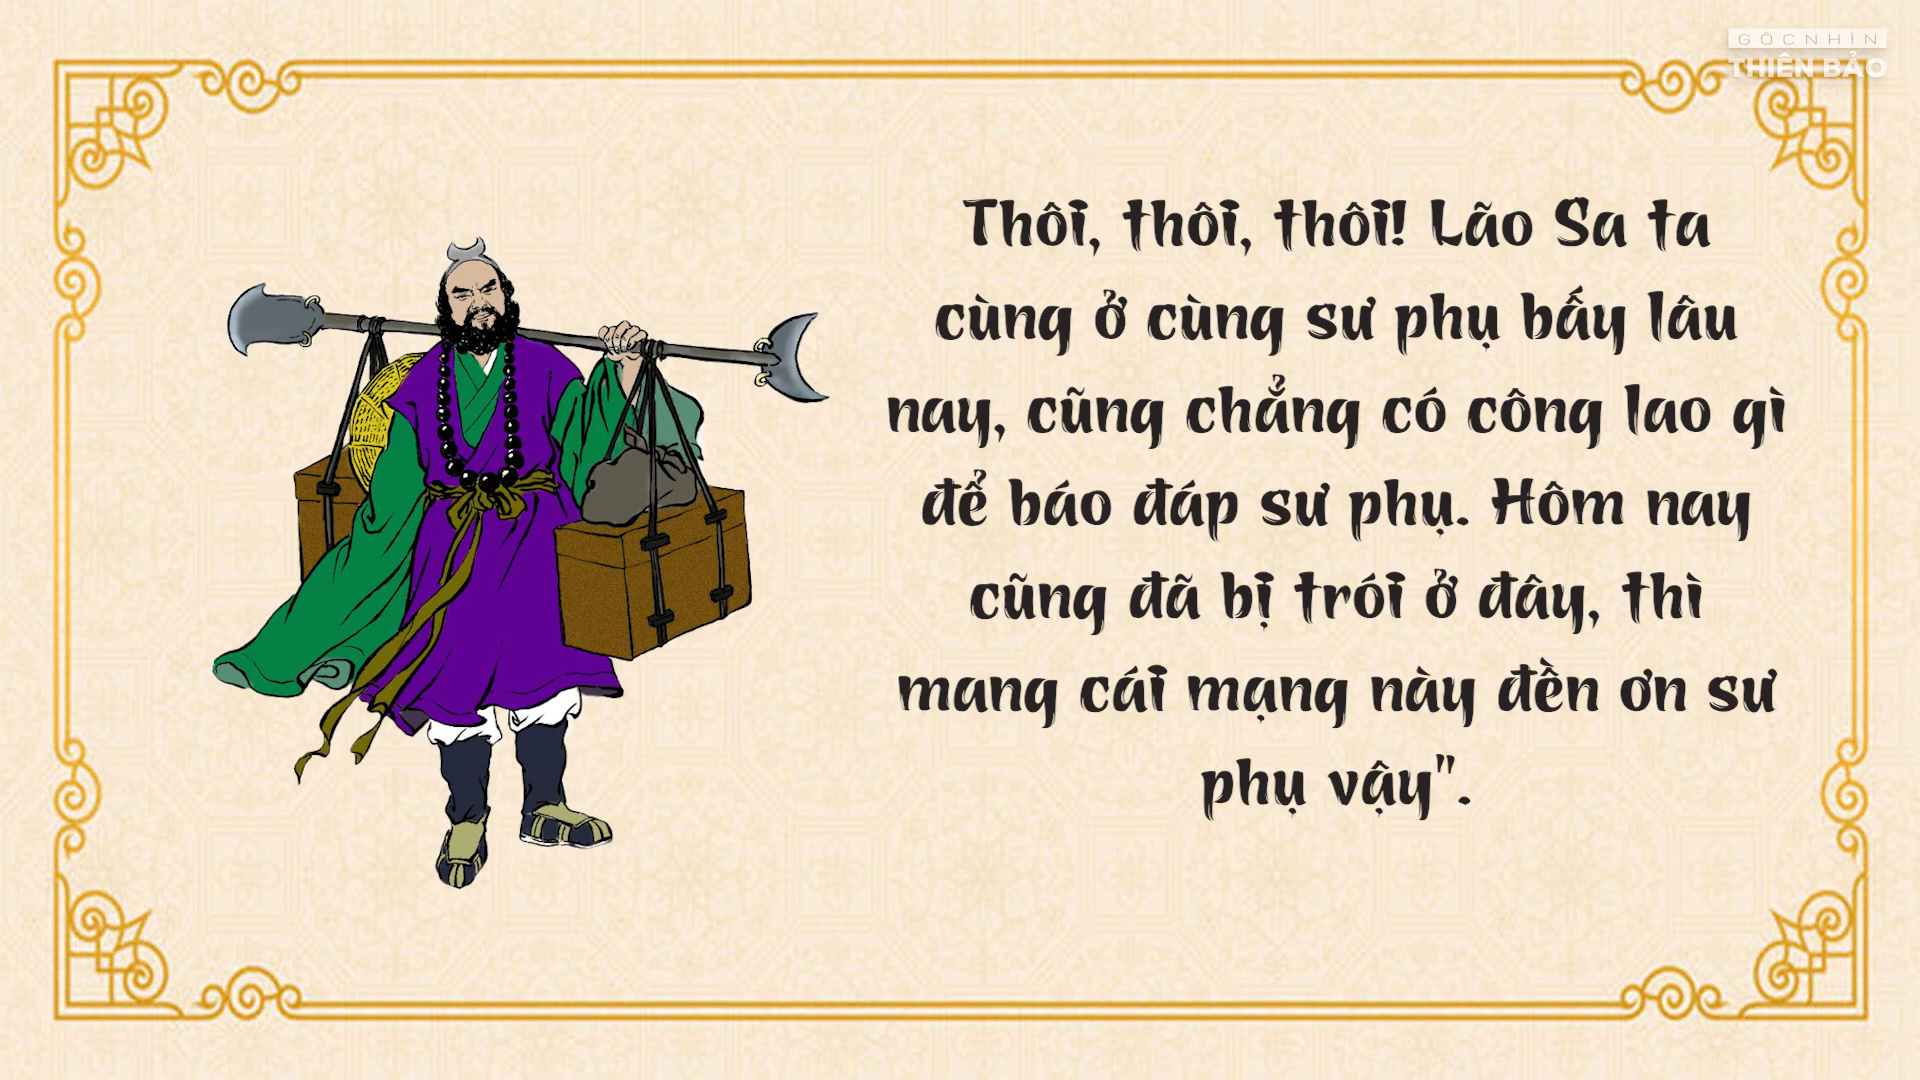 GÓC NHÌN
THIÊN BẢO
Thôi, thôi, thôi! Lão Sa ta
cùng ở cùng sư phụ bấy lâu
nay, cũng chẳng có công lao gì
để báo đáp sư phụ. Hôm nay
cũng đã bị trói ở đây, thì
mang cái mạng này đền ơn sư
phụ vậy".